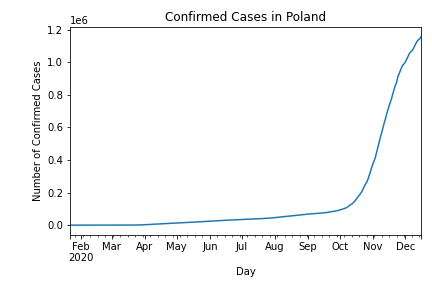 Confirmed Cases in Poland
1e6
1.2
1.0
0.8
0.6
0.4
0.2
0.0
Number of Confirmed Cases
Feb Mar Apr May Jun Jul Aug Sep Oct Nov Dec
2020
Day